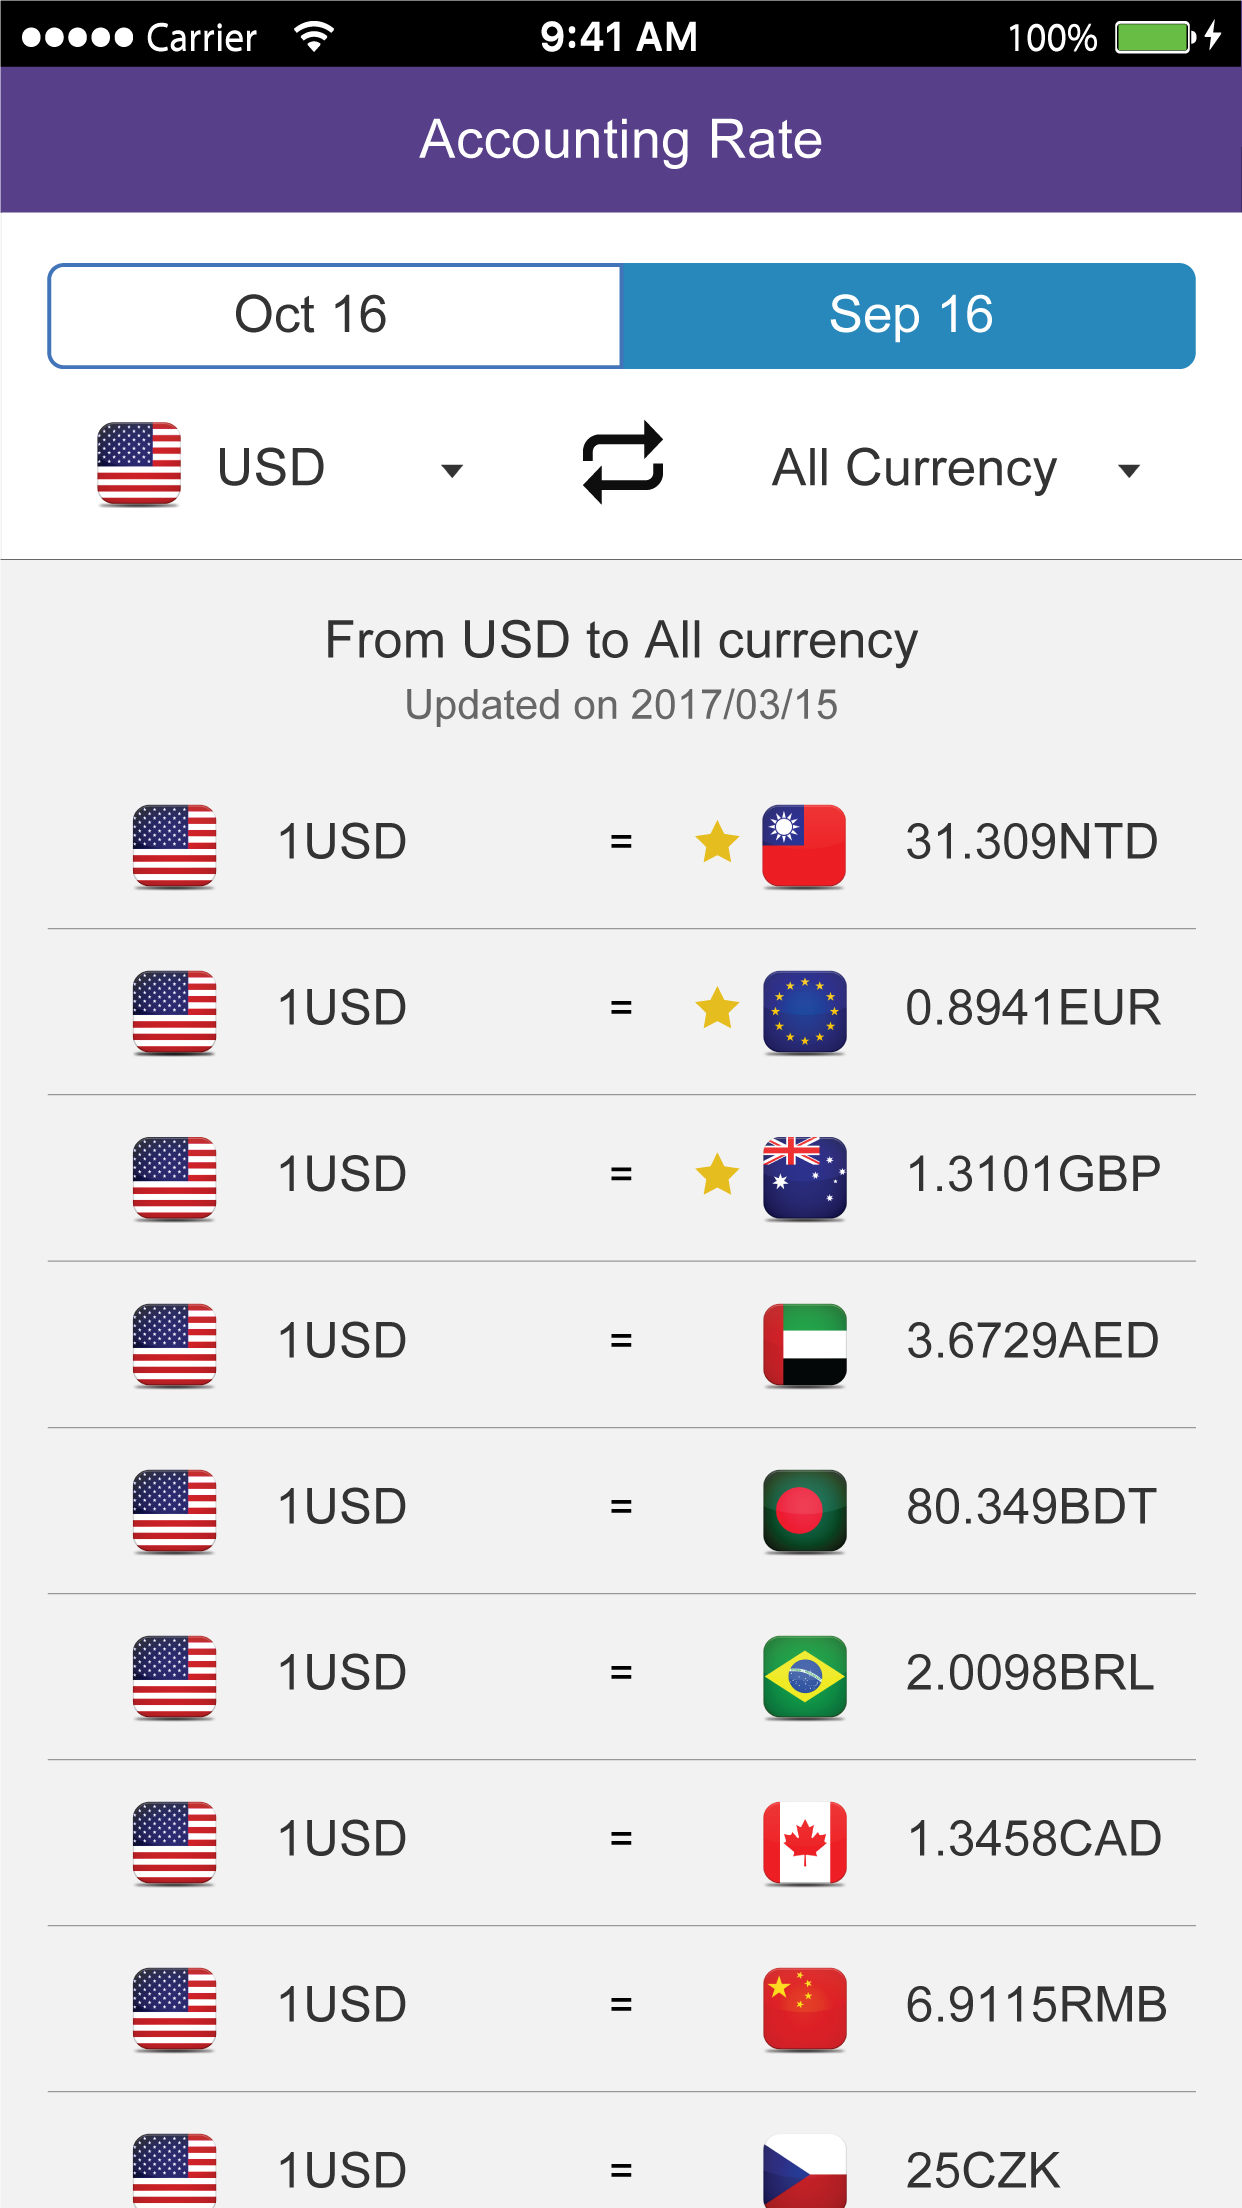 Carrier 9:41 AM 100%
Accounting Rate
Oct 16 Sep 16
USD All Currency
From USD to All currency
Updated on 2017/03/15
1USD = 31.309NTD
1USD = 0.8941EUR
1USD = 1.3101GBP
1USD = 3.6729AED
1USD = 80.349BDT
1USD = 2.0098BRL
1USD = 1.3458CAD
1USD = 6.9115RMB
1USD = 25CZK